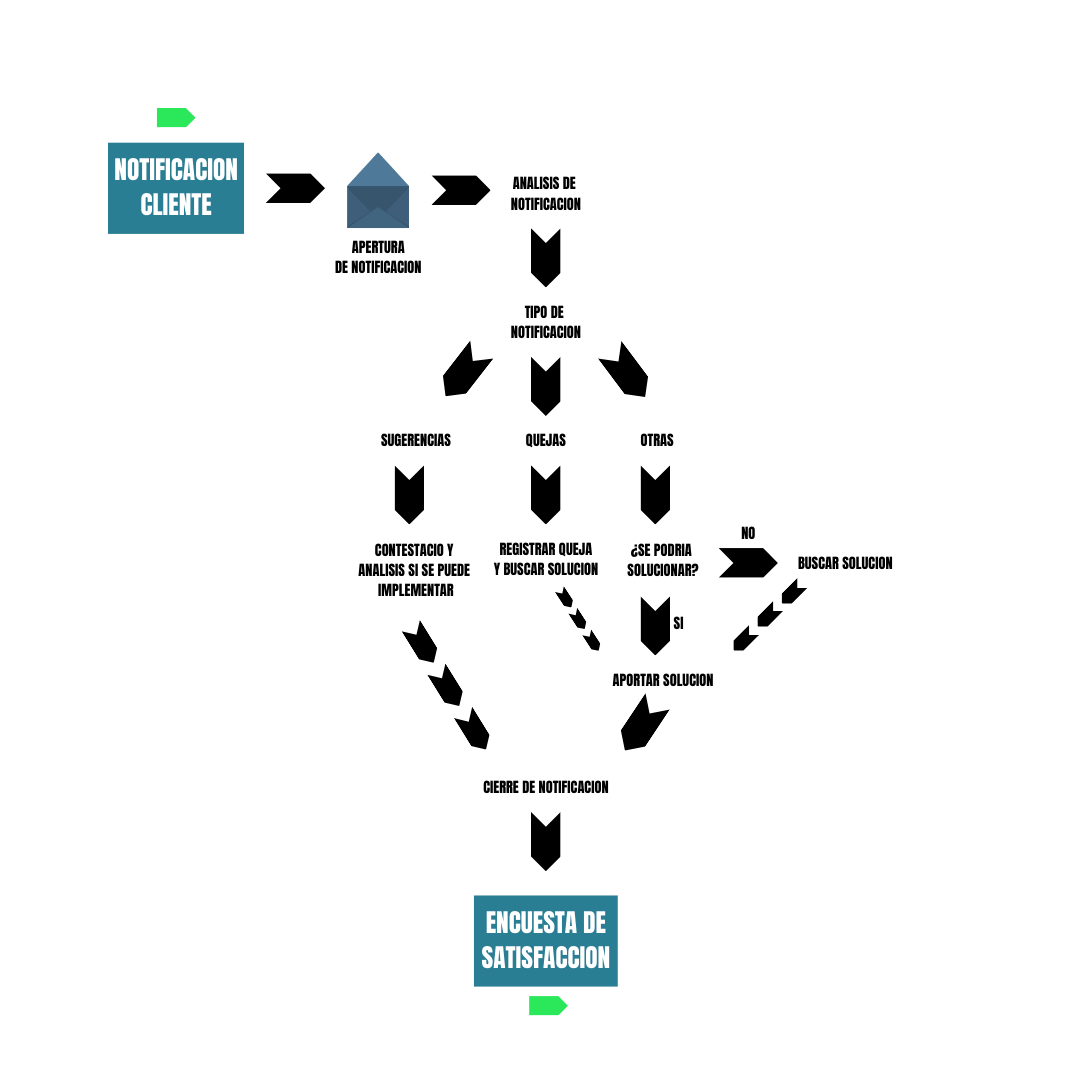 NOTIFICACION
CLIENTE
APERTURA
DE NOTIFICACION
ANALISIS DE
NOTIFICACION
TIPO DE
NOTIFICACION
SUGERENCIAS
QUEJAS
OTRAS
CONTESTACIO Y
ANALISIS SI SE PUEDE
IMPLEMENTAR
REGISTRAR QUEJA
Y BUSCAR SOLUCION
¿SE PODRIA
SOLUCIONAR?
NO
BUSCAR SOLUCION
SI
APORTAR SOLUCION
CIERRE DE NOTIFICACION
ENCUESTA DE
SATISFACCION